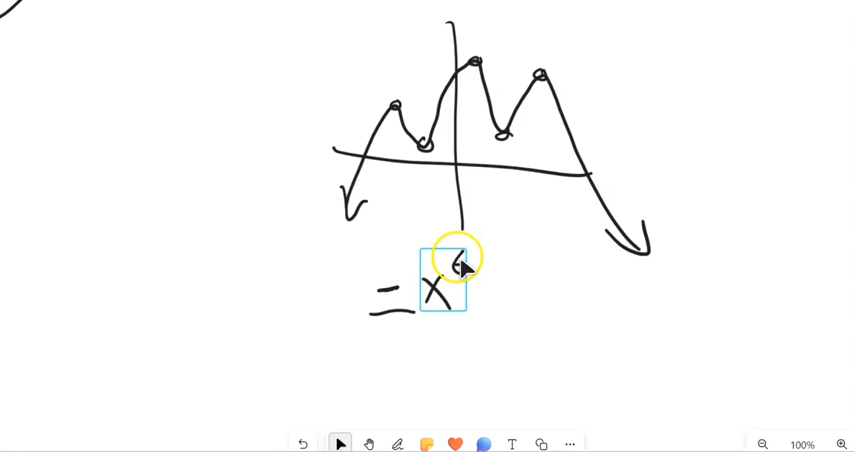 = x⁶
T
100%